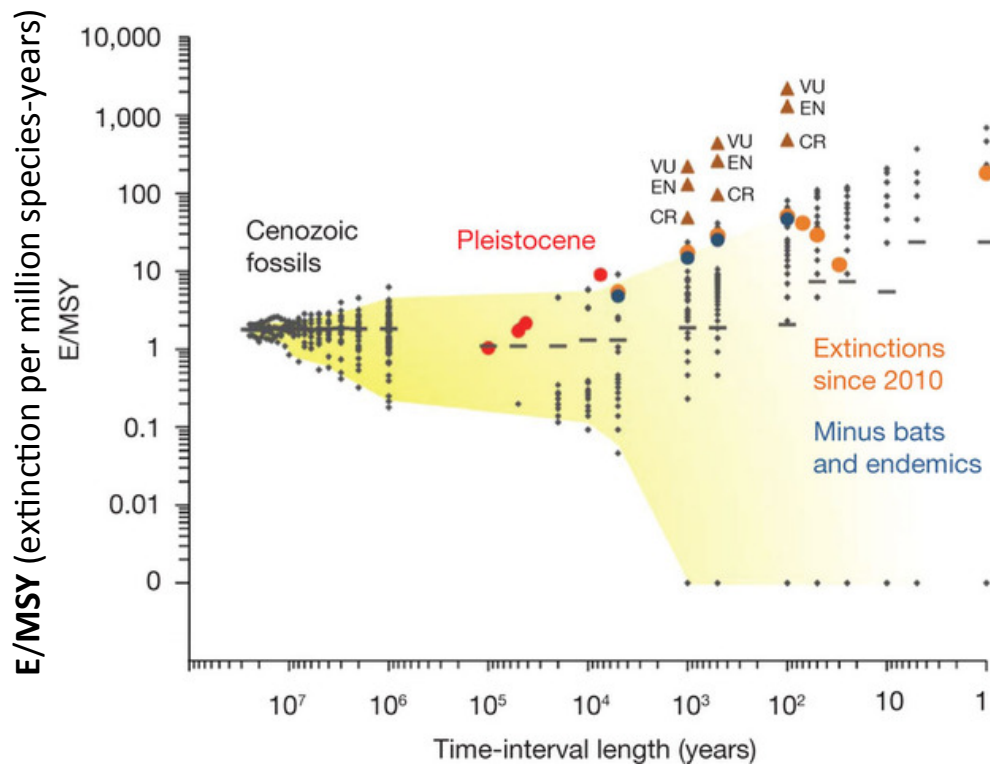 E/MSY (extinction per million species-years)
E/MSY
10,000
1,000
100
10
1
0.1
0.01
0
Cenozoic
fossils
Pleistocene
VU
EN
CR
VU
EN
CR
VU
EN
CR
Extinctions
since 2010
Minus bats
and endemics
10⁷ 10⁶ 10⁵ 10⁴ 10³ 10² 10 1
Time-interval length (years)